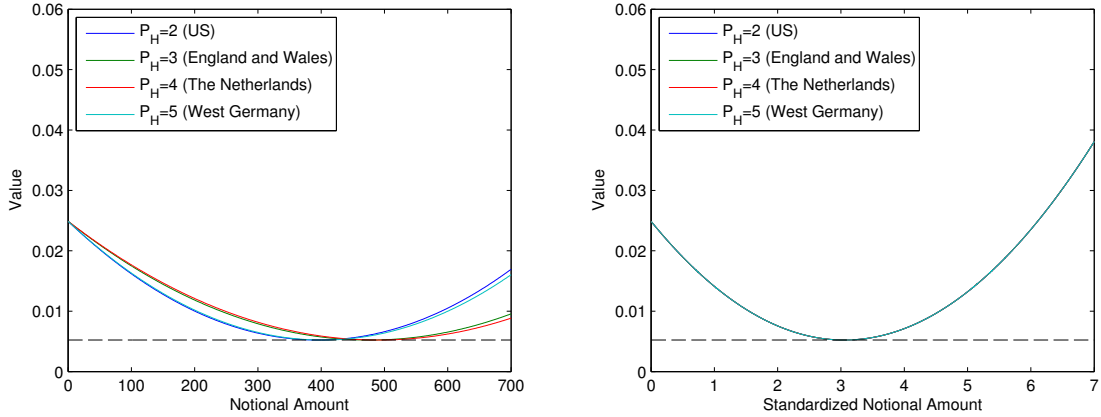 0.06
0.05
0.04
0.03
0.02
0.01
0
Value
P_H=2 (US)
P_H=3 (England and Wales)
P_H=4 (The Netherlands)
P_H=5 (West Germany)
0 100 200 300 400 500 600 700
Notional Amount
0.06
0.05
0.04
0.03
0.02
0.01
0
Value
P_H=2 (US)
P_H=3 (England and Wales)
P_H=4 (The Netherlands)
P_H=5 (West Germany)
0 1 2 3 4 5 6 7
Standardized Notional Amount